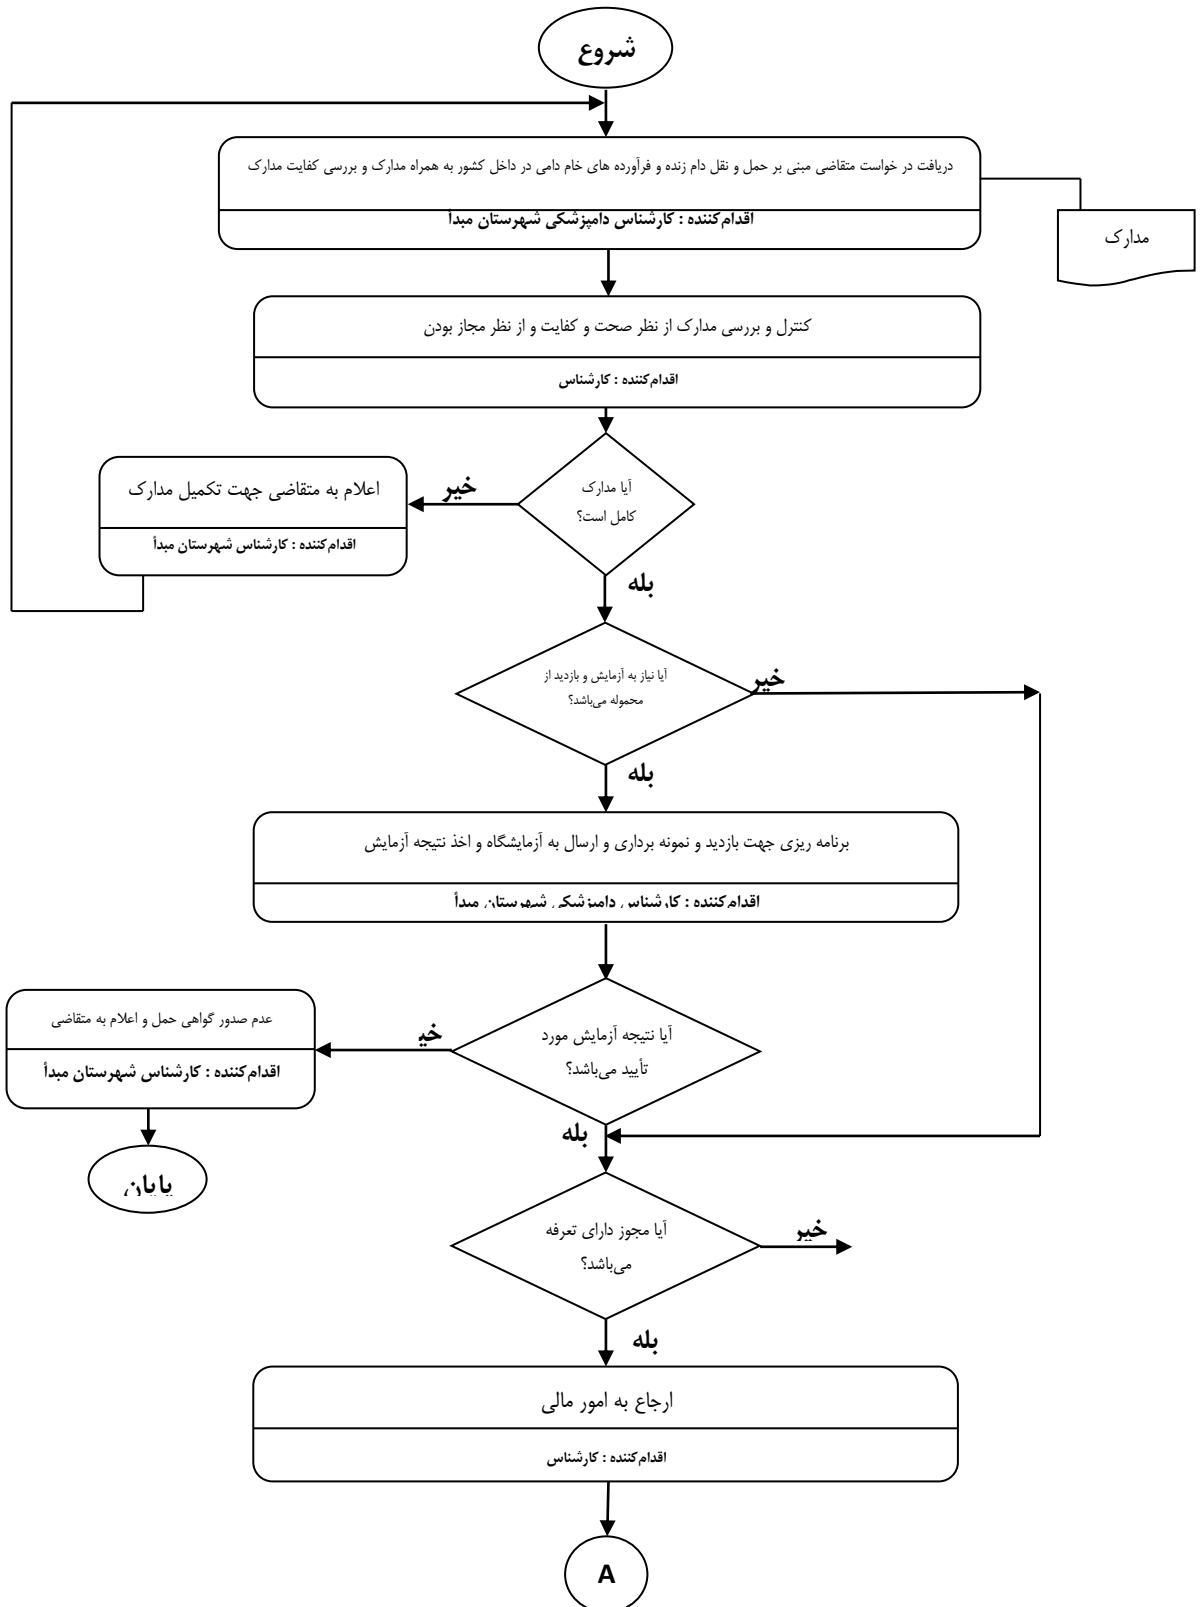 شروع
دریافت در خواست متقاضی مبنی بر حمل و نقل دام زنده و فرآورده های خام دامی در داخل کشور به همراه مدارک و بررسی کفایت مدارک
اقدام‌کننده : کارشناس دامپزشکی شهرستان مبدأ
مدارک
کنترل و بررسی مدارک از نظر صحت و کفایت و از نظر مجاز بودن
اقدام‌کننده : کارشناس
آیا مدارک
کامل است؟
خیر
اعلام به متقاضی جهت تکمیل مدارک
اقدام‌کننده : کارشناس شهرستان مبدأ
بله
آیا نیاز به آزمایش و بازدید از
محموله می‌باشد؟
خیر
بله
برنامه ریزی جهت بازدید و نمونه برداری و ارسال به آزمایشگاه و اخذ نتیجه آزمایش
اقدام‌کننده : کارشناس دامپزشکی شهرستان مبدأ
آیا نتیجه آزمایش مورد
تأیید می‌باشد؟
خی
عدم صدور گواهی حمل و اعلام به متقاضی
اقدام‌کننده : کارشناس شهرستان مبدأ
پایان
بله
آیا مجوز دارای تعرفه
می‌باشد؟
خیر
بله
ارجاع به امور مالی
اقدام‌کننده : کارشناس
A